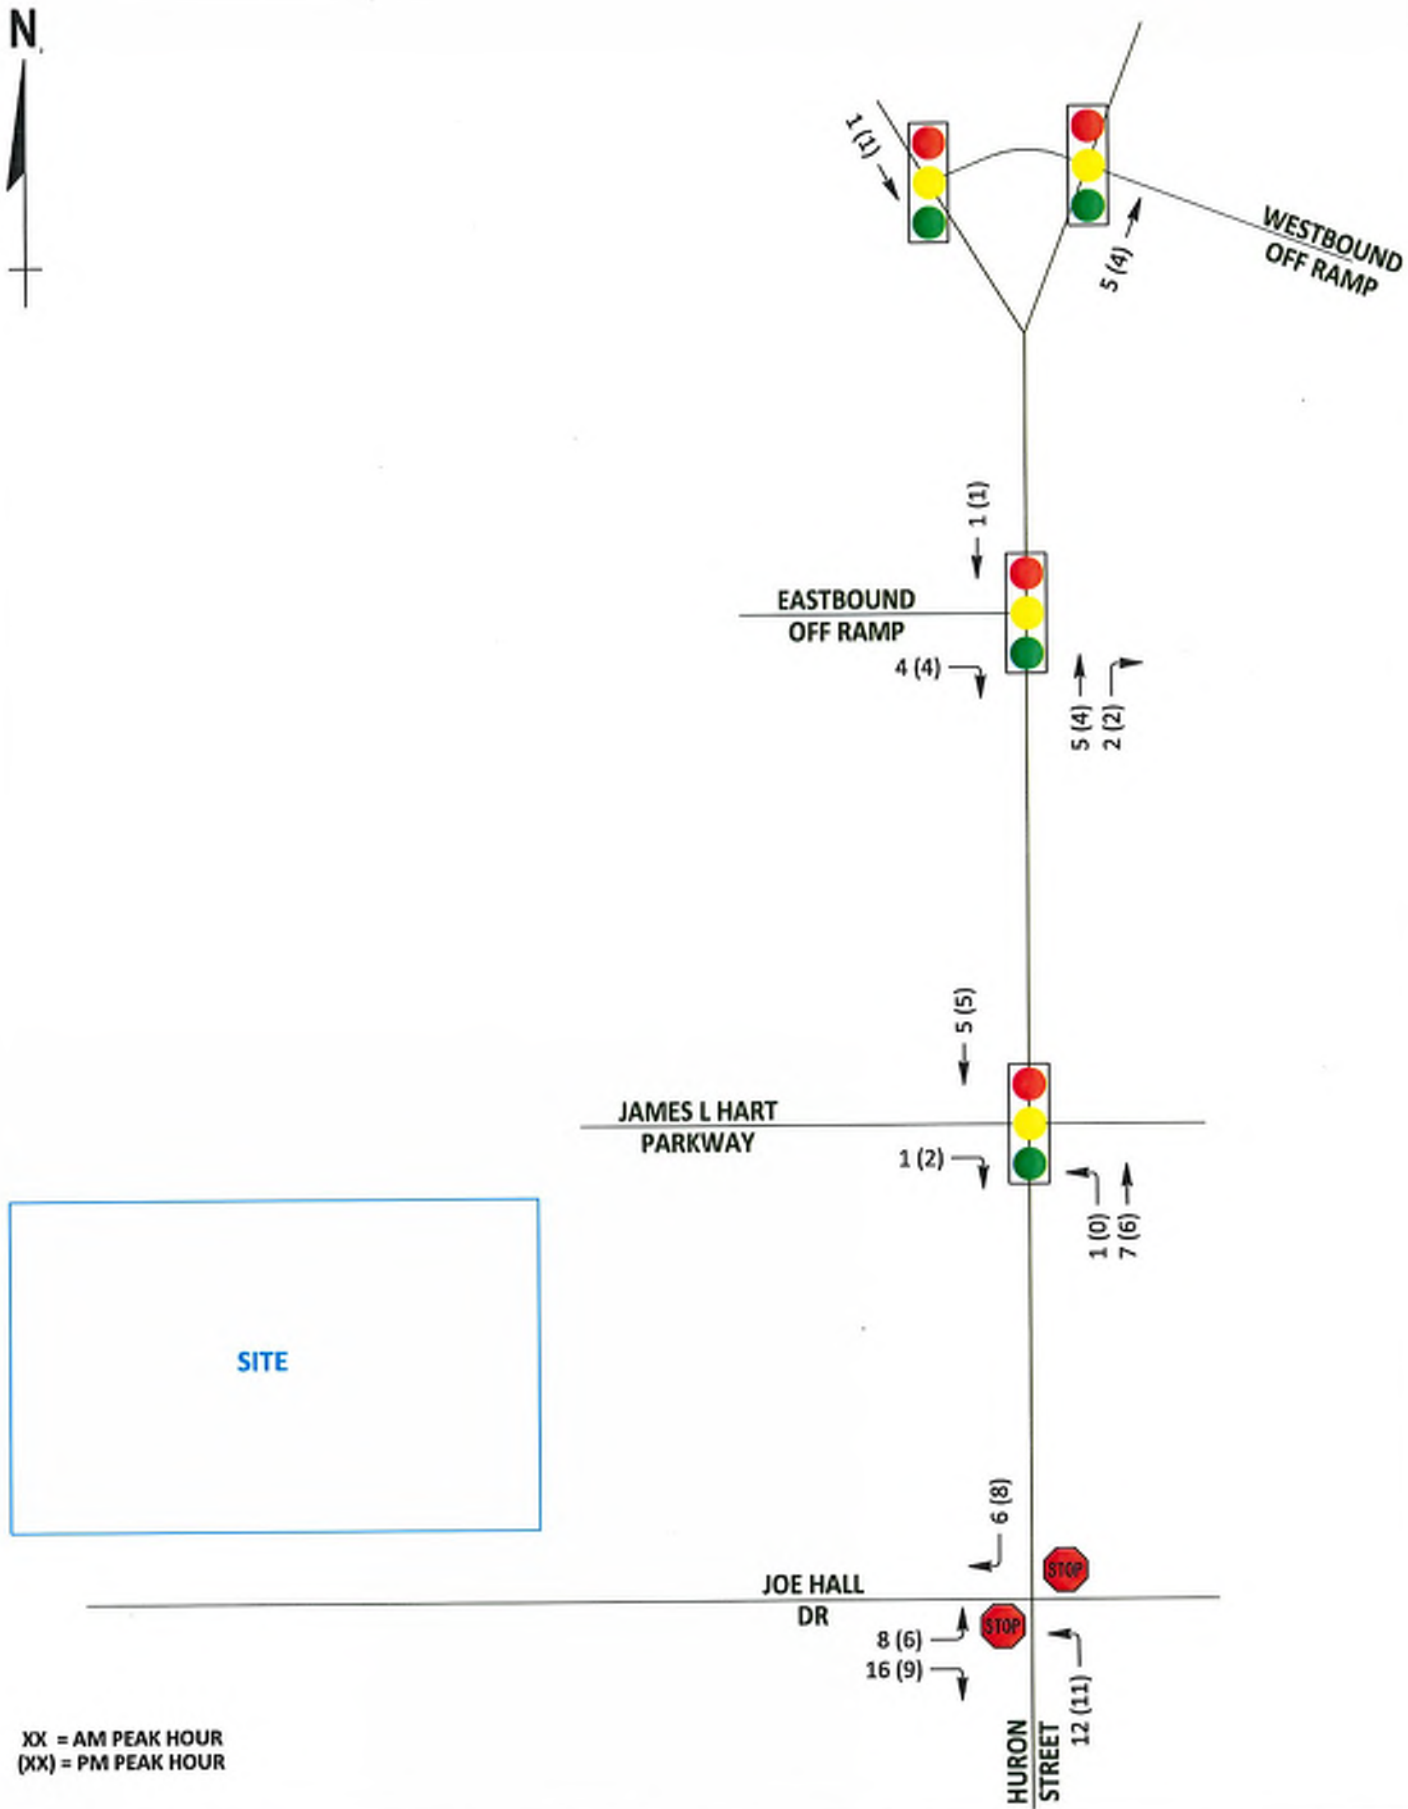 N
1 (1)
5 (4)
WESTBOUND
OFF RAMP
1 (1)
EASTBOUND
OFF RAMP
4 (4)
5 (4)
2 (2)
5 (5)
JAMES L HART
PARKWAY
1 (2)
1 (0)
7 (6)
SITE
6 (8)
STOP
JOE HALL
DR
STOP
8 (6)
16 (9)
12 (11)
HURON
STREET
XX = AM PEAK HOUR
(XX) = PM PEAK HOUR